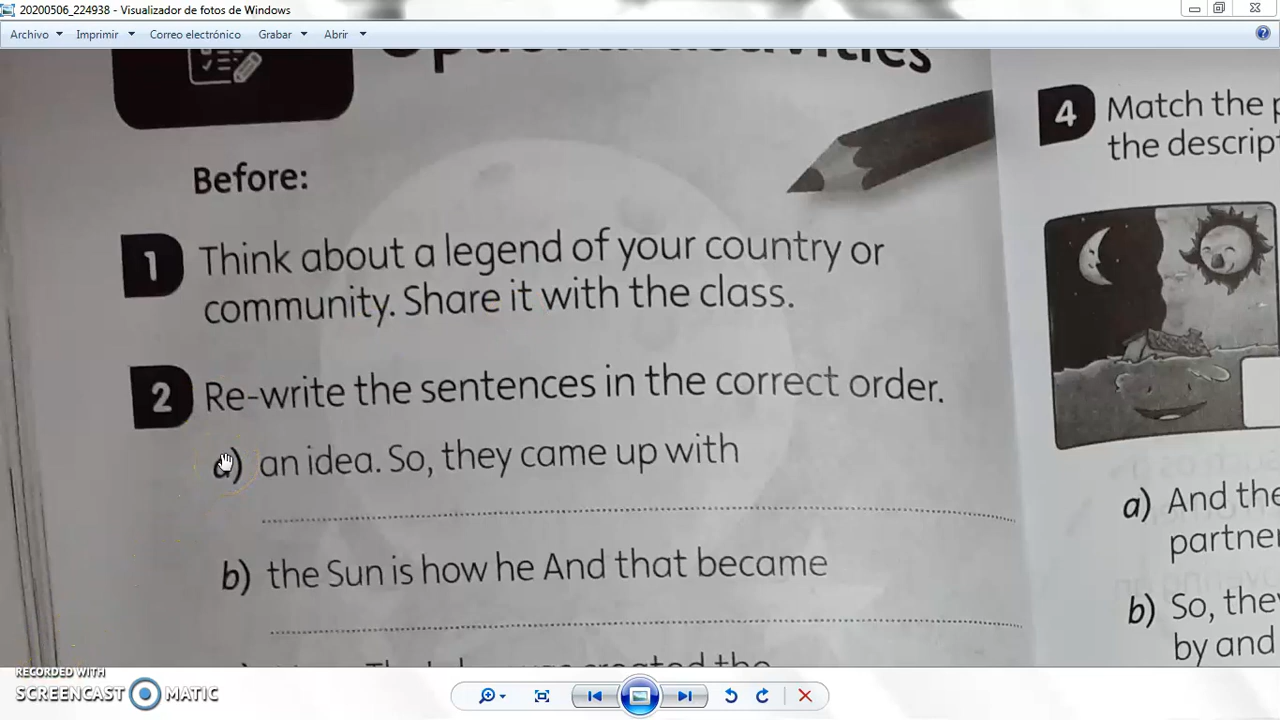 20200506_224938 - Visualizador de fotos de Windows
Archivo Imprimir Correo electrónico Grabar Abrir
Before:
1 Think about a legend of your country or
community. Share it with the class.
2 Re-write the sentences in the correct order.
a) an idea. So, they came up with
b) the Sun is how he And that became
created the
4 Match the
the descrip
a) And the
partner
b) So, they
by and
RECORDED WITH
SCREENCAST MATIC